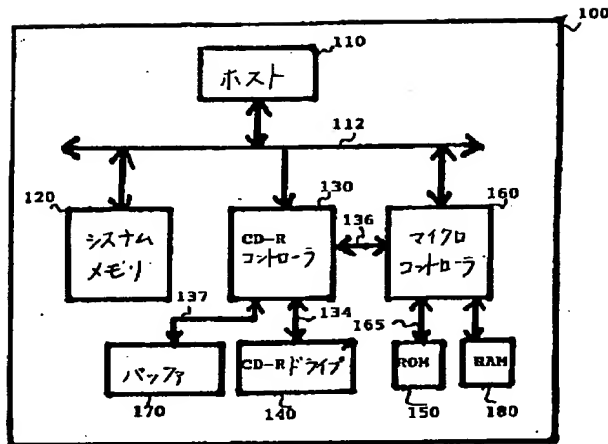 100
110
ホスト
112
120
130
160
システム
メモリ
CD-R
コントローラ
136
マイクロ
コントローラ
137
134
165
バッファ
CD-Rドライブ
ROM
RAM
170
140
150
180